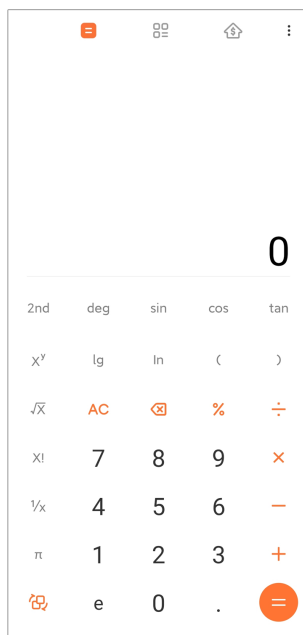 0
2nd deg sin cos tan
Xʸ lg ln ( )
√X AC % ÷
X! 7 8 9 ×
1/x 4 5 6 −
π 1 2 3 +
e 0 . =